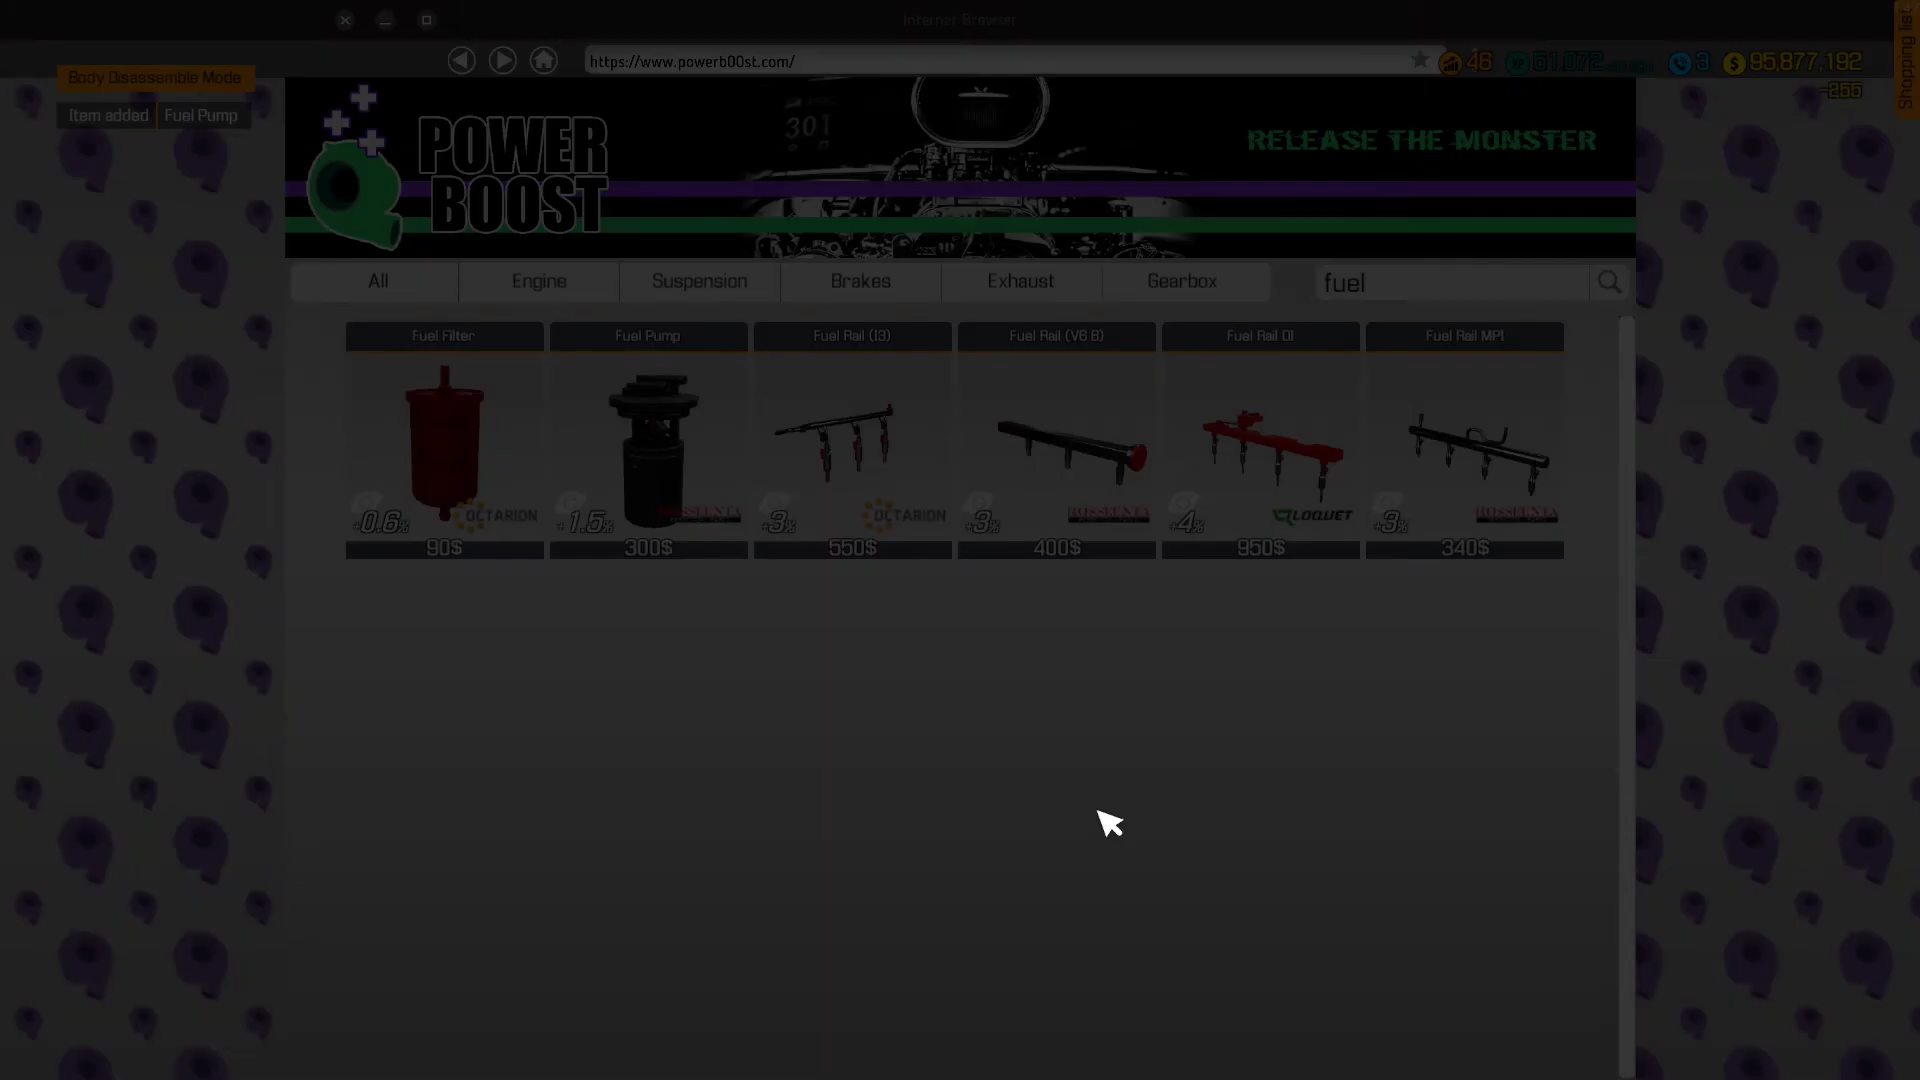 Internet Browser
https://www.powerb00st.com/
46
3
95,877,192
-255
Shopping list
Body Disassemble Mode
Item added Fuel Pump
POWER
BOOST
301
RELEASE THE MONSTER
All Engine Suspension Brakes Exhaust Gearbox fuel
Fuel Filter Fuel Pump Fuel Rail (I3) Fuel Rail (V6 B) Fuel Rail DI Fuel Rail MPI
+0.6% OCTARION +1.5% +3% OCTARION +3% +4% LOQUET +3%
90$ 300$ 550$ 400$ 950$ 340$